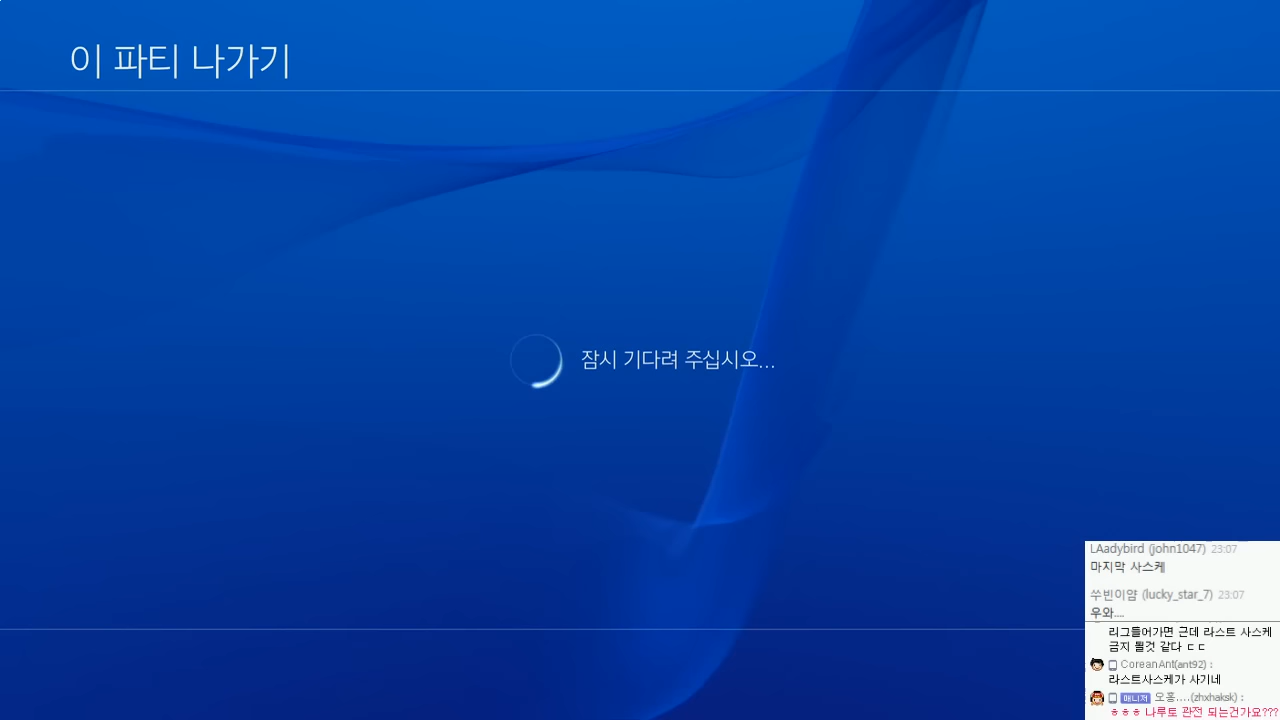 이 파티 나가기
잠시 기다려 주십시오...
LAadybird (john1047) 23:07
마지막 사스케
쑤빈이얌 (lucky_star_7) 23:07
우와....
리그들어가면 근데 라스트 사스케
금지 될것 같다 ㄷㄷ
CoreanAnt(ant92) :
라스트사스케가 사기네
매니저 오홍....(zhxhaksk) :
ㅎㅎㅎ 나루토 관전 되는건가요???